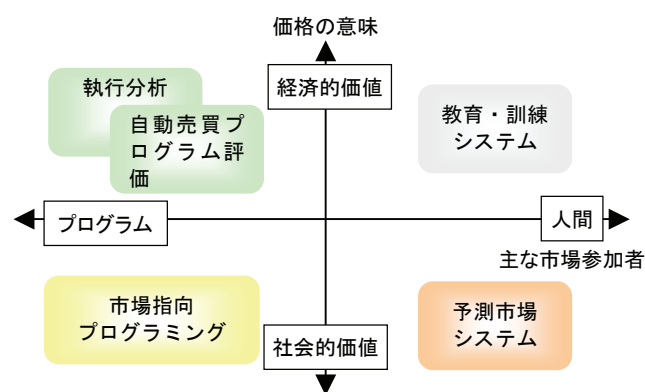 価格の意味
経済的価値
執行分析
自動売買プ
ログラム評
価
教育・訓練
システム
プログラム
人間
主な市場参加者
市場指向
プログラミング
社会的価値
予測市場
システム